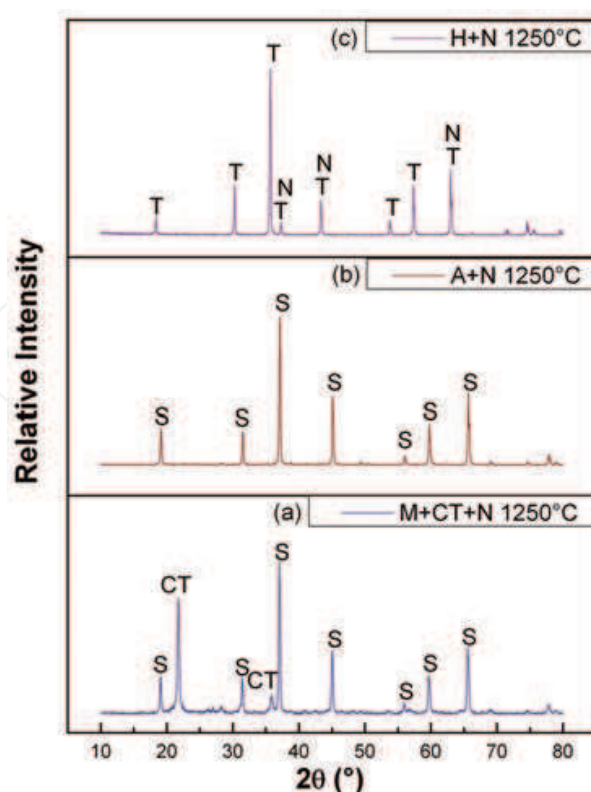 (c) H+N 1250°C
T
T
T
N
T
N
T
T
T
N
T
(b) A+N 1250°C
S
S
S
S
S
S
S
(a) M+CT+N 1250°C
S
CT
S
CT
S
S
S
S
S
10 20 30 40 50 60 70 80
2θ (°)
Relative Intensity